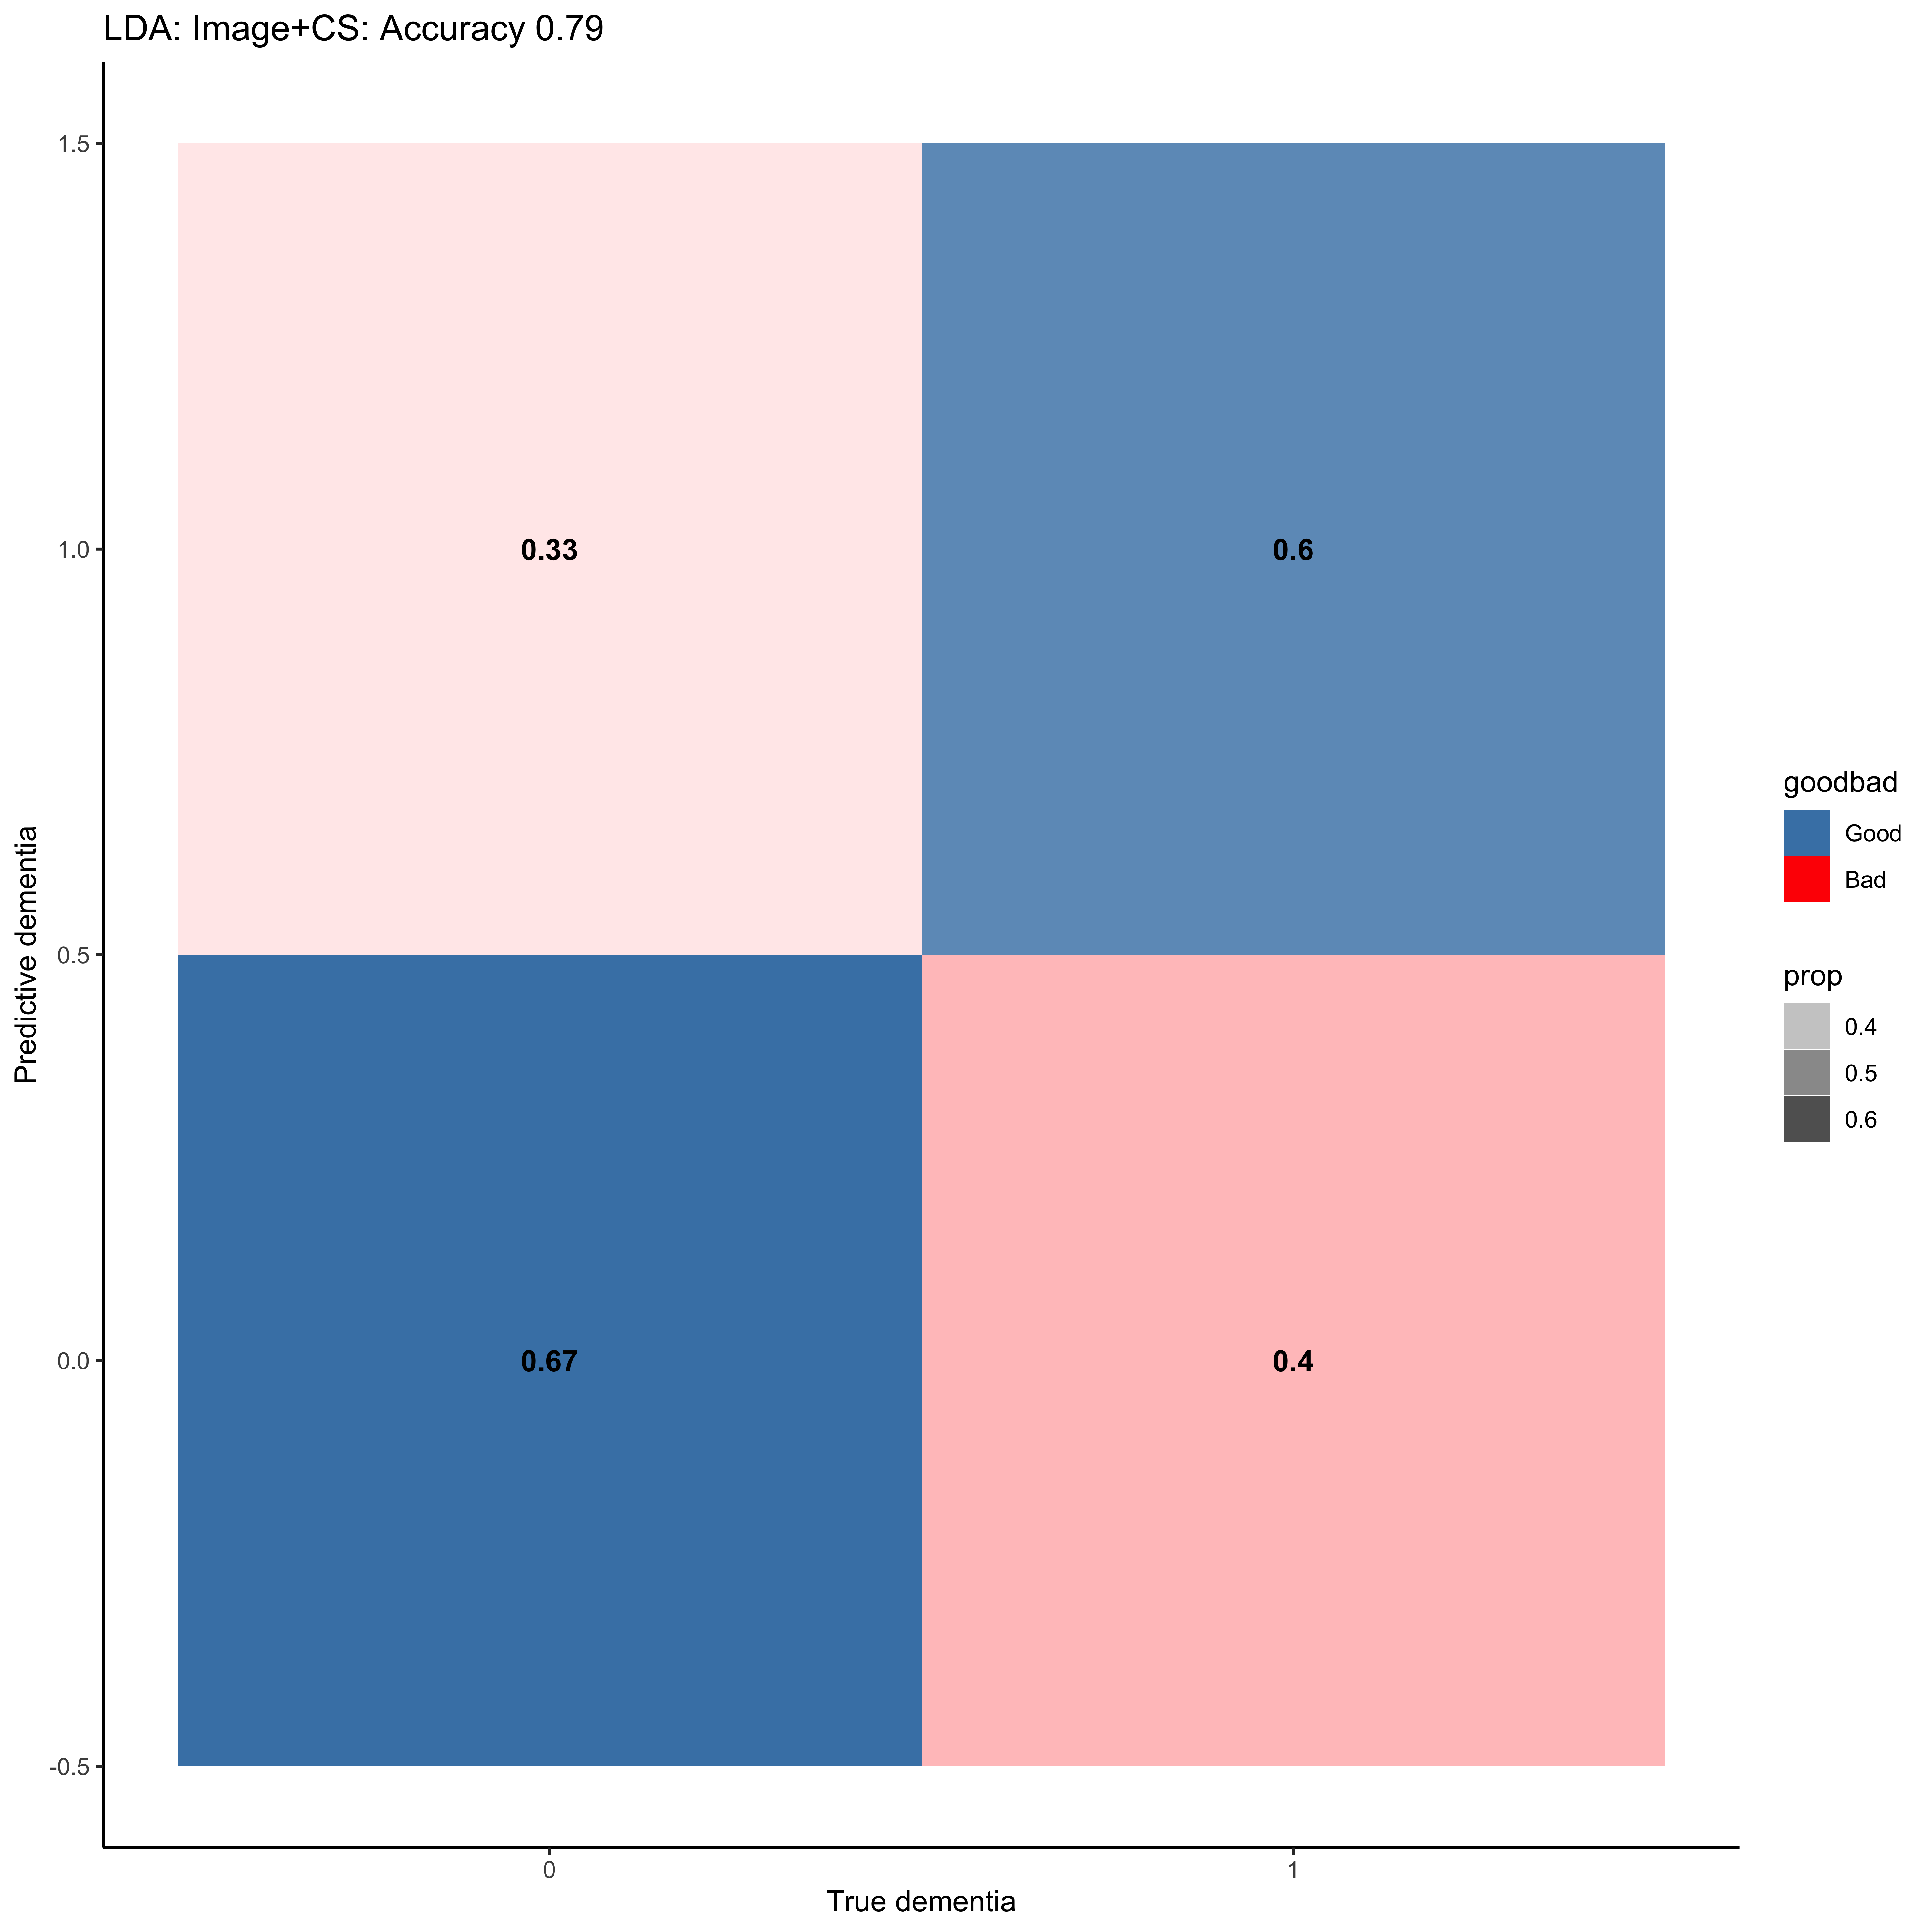 LDA: Image+CS: Accuracy 0.79
1.5
1.0
0.5
0.0
-0.5
Predictive dementia
0.33
0.6
0.67
0.4
0
1
True dementia
goodbad
Good
Bad
prop
0.4
0.5
0.6